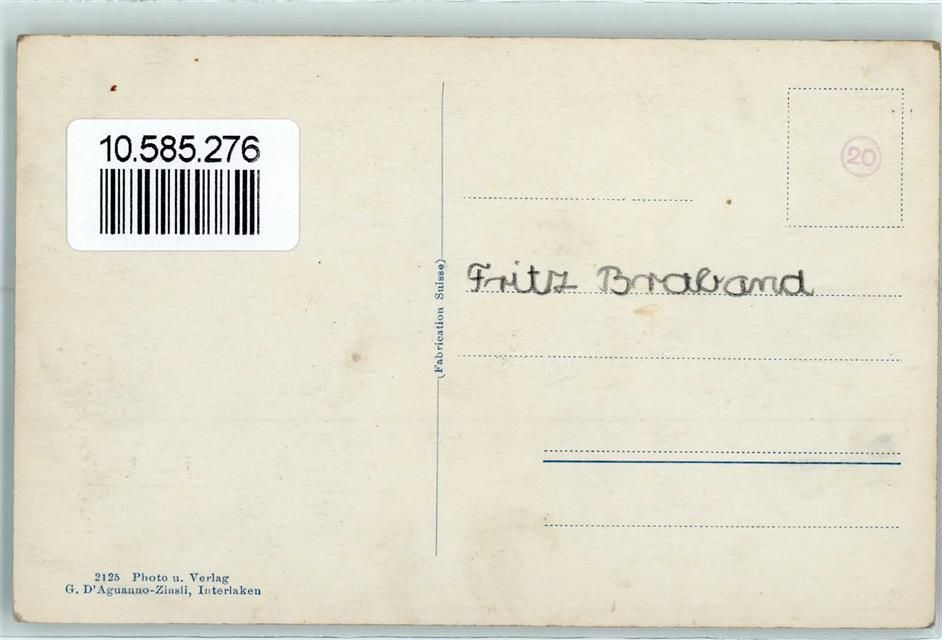 10.585.276
20
(Fabrication Suisse)
Fritz Braband
2125 Photo u. Verlag
G. D'Aguanno-Zinsli, Interlaken